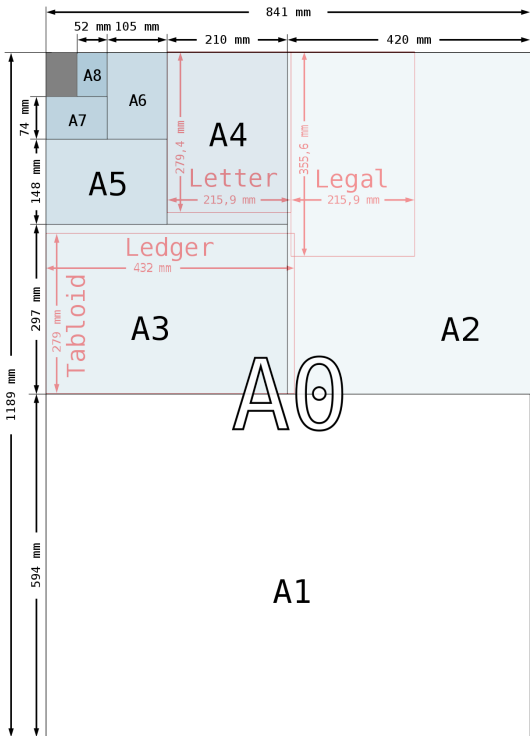 841 mm
52 mm 105 mm
210 mm
420 mm
A8
A6
A7
74 mm
A4
279,4 mm
355,6 mm
Letter
Legal
215,9 mm
215,9 mm
A5
148 mm
Ledger
432 mm
Tabloid
279 mm
297 mm
A3
A2
1189 mm
A0
594 mm
A1